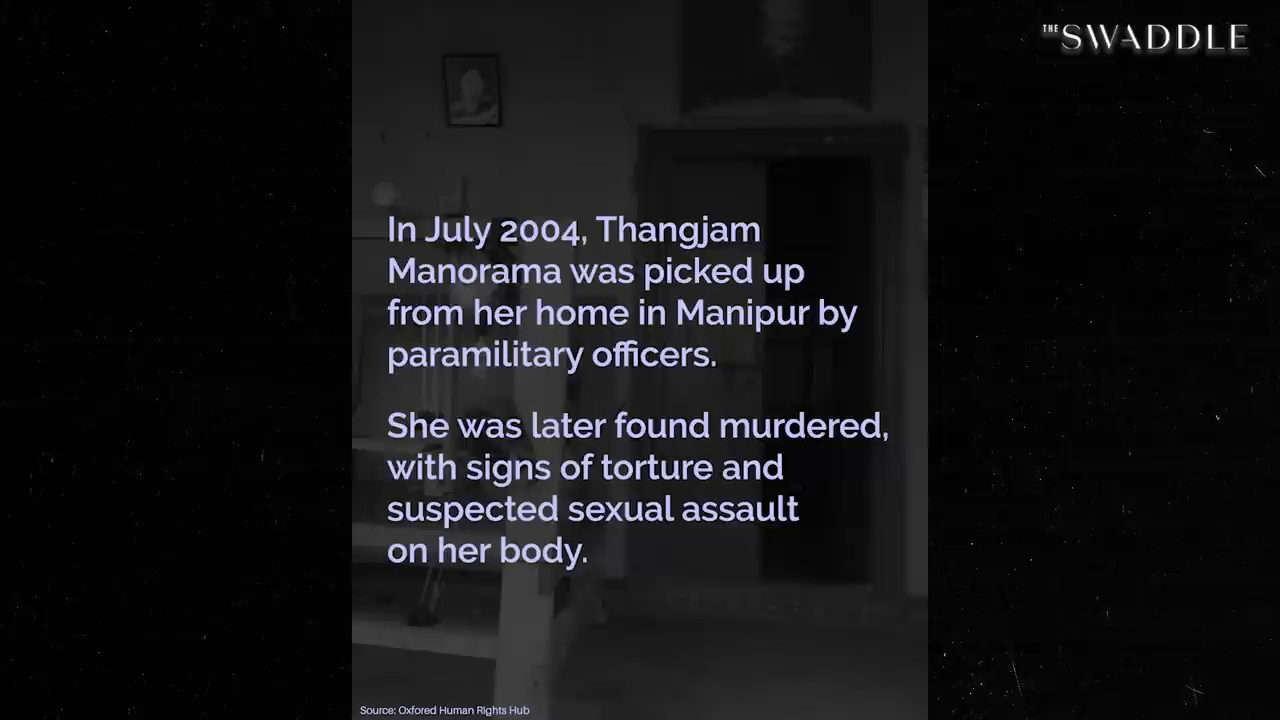 THE SWADDLE
In July 2004, Thangjam
Manorama was picked up
from her home in Manipur by
paramilitary officers.
She was later found murdered,
with signs of torture and
suspected sexual assault
on her body.
Source: Oxfored Human Rights Hub